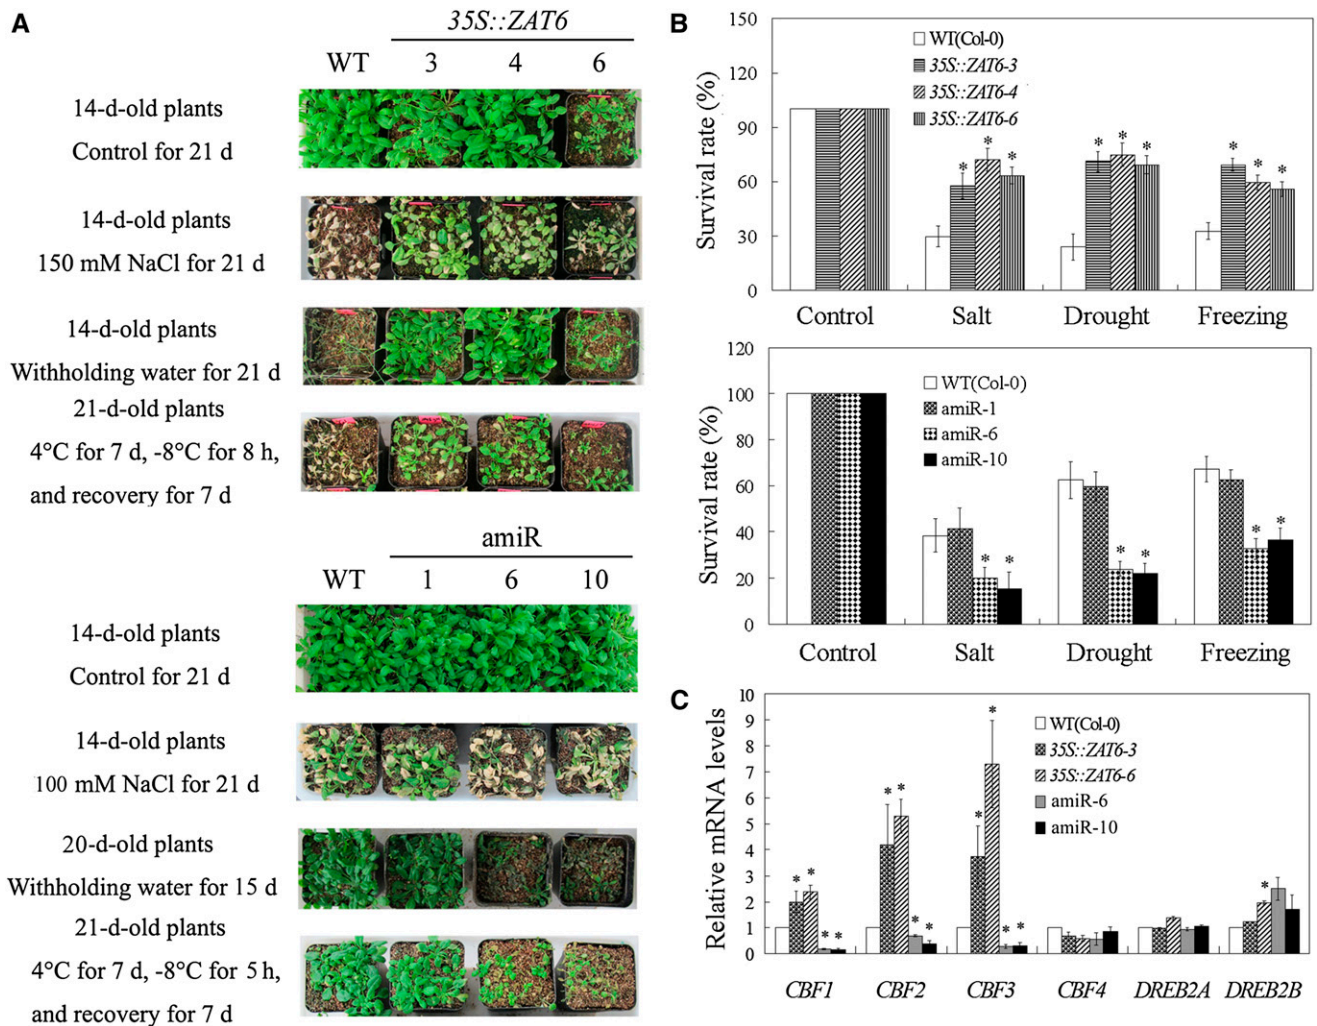 A
35S::ZAT6
WT 3 4 6
14-d-old plants
Control for 21 d
14-d-old plants
150 mM NaCl for 21 d
14-d-old plants
Withholding water for 21 d
21-d-old plants
4°C for 7 d, -8°C for 8 h,
and recovery for 7 d
amiR
WT 1 6 10
14-d-old plants
Control for 21 d
14-d-old plants
100 mM NaCl for 21 d
20-d-old plants
Withholding water for 15 d
21-d-old plants
4°C for 7 d, -8°C for 5 h,
and recovery for 7 d
B
Survival rate (%)
150
120
90
60
30
0
WT(Col-0)
35S::ZAT6-3
35S::ZAT6-4
35S::ZAT6-6
* * * * * * * * *
Control Salt Drought Freezing
Survival rate (%)
120
100
80
60
40
20
0
WT(Col-0)
amiR-1
amiR-6
amiR-10
* * * * * *
Control Salt Drought Freezing
C
Relative mRNA levels
10
9
8
7
6
5
4
3
2
1
0
WT(Col-0)
35S::ZAT6-3
35S::ZAT6-6
amiR-6
amiR-10
* * * * * * * * * * * * *
CBF1 CBF2 CBF3 CBF4 DREB2A DREB2B